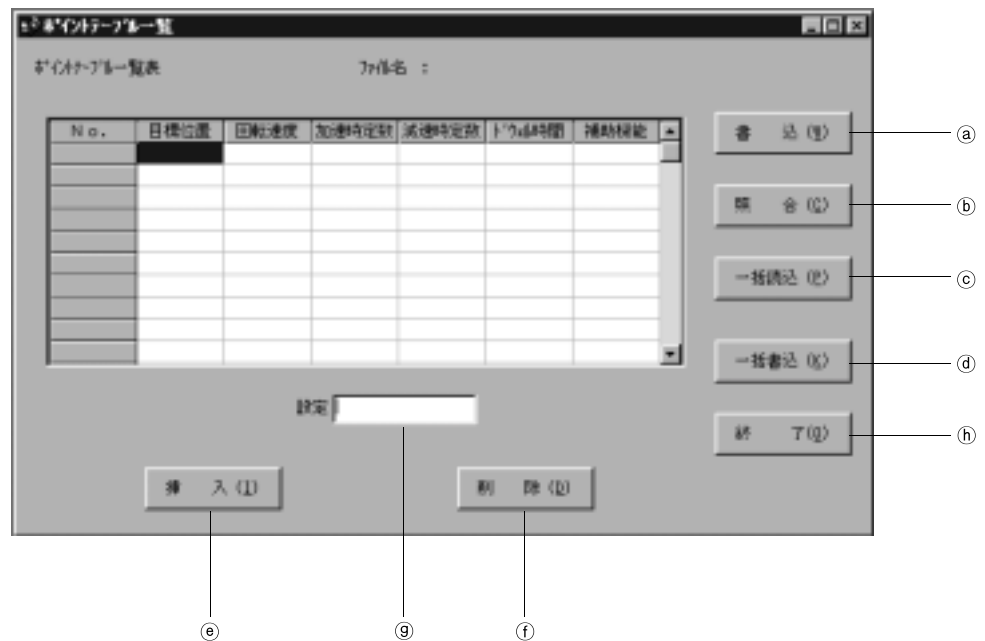 ポイントテーブル一覧
ポイントテーブル一覧表 ファイル名 :
No. 目標位置 回転速度 加速時定数 減速時定数 ドウェル時間 補助機能
書 込(W) ⓐ
照 合(C) ⓑ
一括読込(P) ⓒ
一括書込(K) ⓓ
設定
終 了(Q) ⓗ
挿 入(I) 削 除(D)
ⓔ ⓖ ⓕ